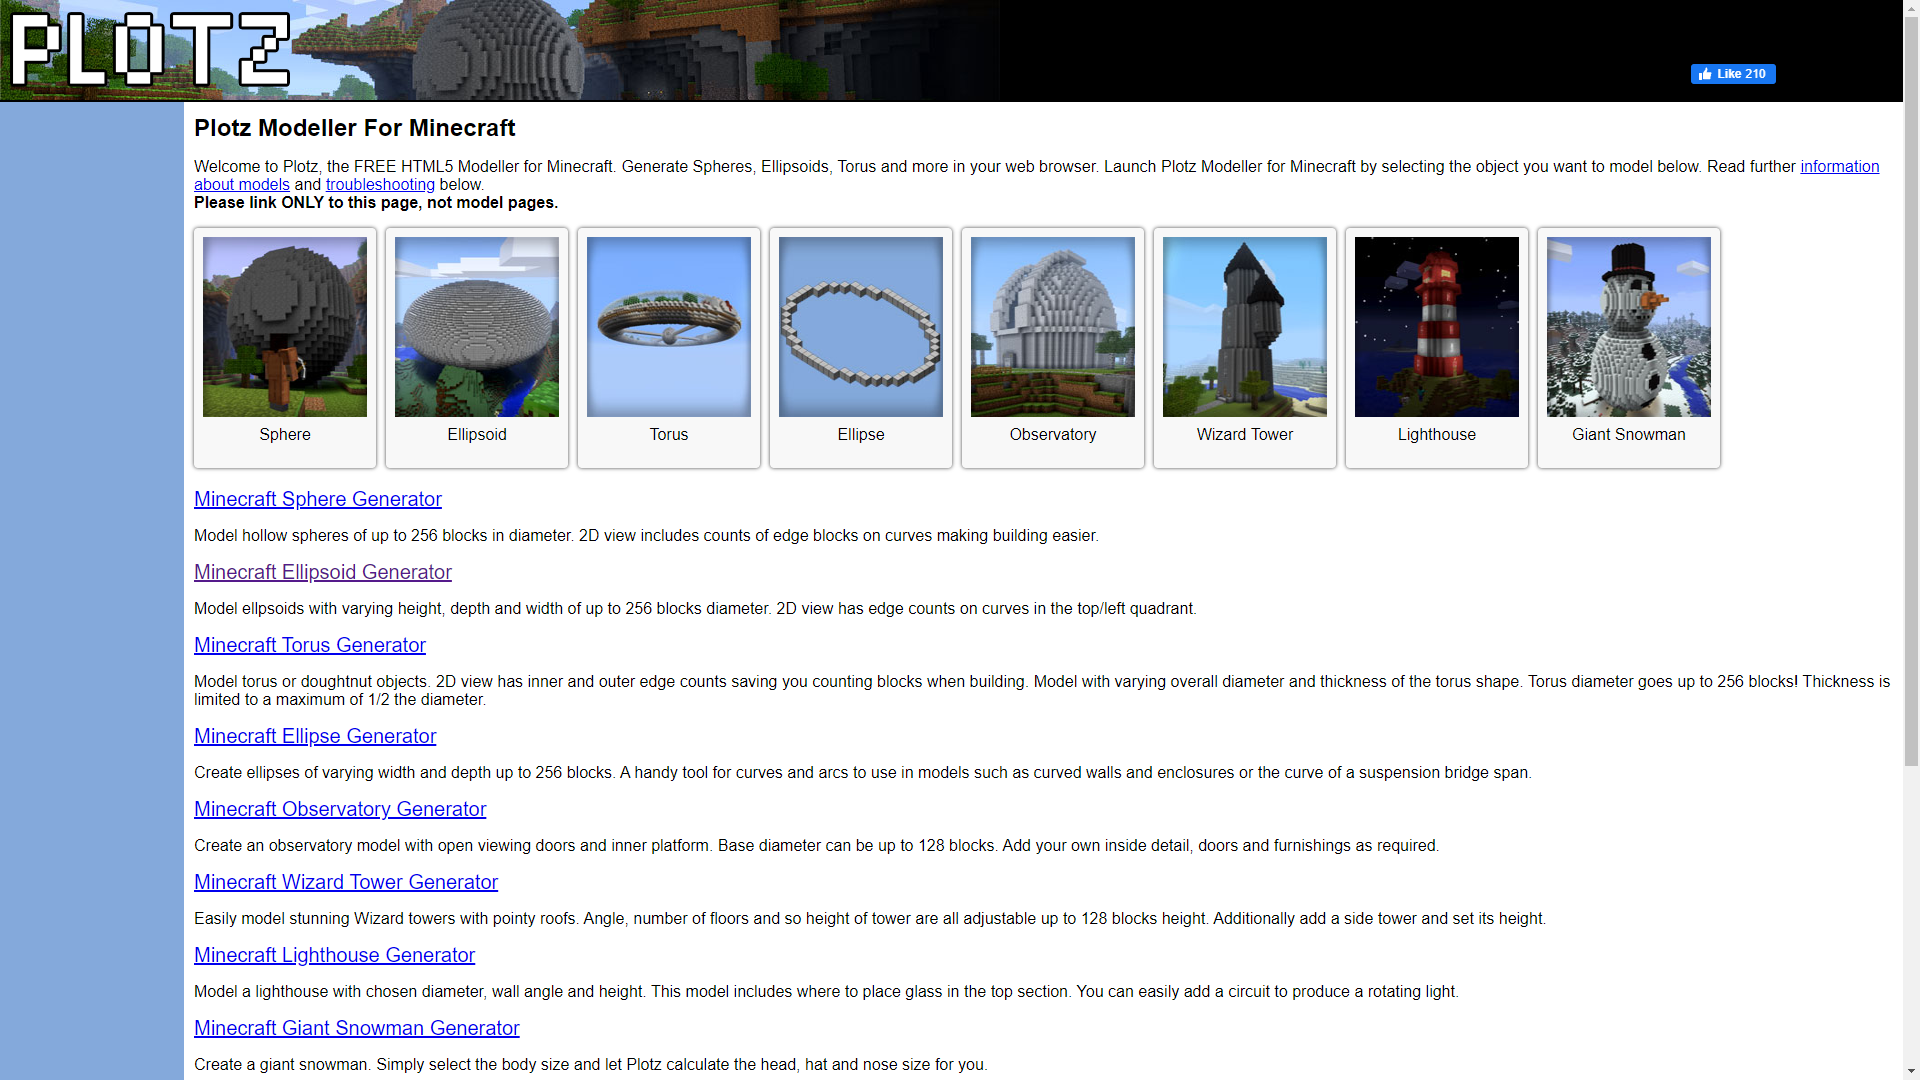 PLOTZ
Like 210
Plotz Modeller For Minecraft
Welcome to Plotz, the FREE HTML5 Modeller for Minecraft. Generate Spheres, Ellipsoids, Torus and more in your web browser. Launch Plotz Modeller for Minecraft by selecting the object you want to model below. Read further information
about models and troubleshooting below.
Please link ONLY to this page, not model pages.
Sphere
Ellipsoid
Torus
Ellipse
Observatory
Wizard Tower
Lighthouse
Giant Snowman
Minecraft Sphere Generator
Model hollow spheres of up to 256 blocks in diameter. 2D view includes counts of edge blocks on curves making building easier.
Minecraft Ellipsoid Generator
Model ellpsoids with varying height, depth and width of up to 256 blocks diameter. 2D view has edge counts on curves in the top/left quadrant.
Minecraft Torus Generator
Model torus or doughtnut objects. 2D view has inner and outer edge counts saving you counting blocks when building. Model with varying overall diameter and thickness of the torus shape. Torus diameter goes up to 256 blocks! Thickness is
limited to a maximum of 1/2 the diameter.
Minecraft Ellipse Generator
Create ellipses of varying width and depth up to 256 blocks. A handy tool for curves and arcs to use in models such as curved walls and enclosures or the curve of a suspension bridge span.
Minecraft Observatory Generator
Create an observatory model with open viewing doors and inner platform. Base diameter can be up to 128 blocks. Add your own inside detail, doors and furnishings as required.
Minecraft Wizard Tower Generator
Easily model stunning Wizard towers with pointy roofs. Angle, number of floors and so height of tower are all adjustable up to 128 blocks height. Additionally add a side tower and set its height.
Minecraft Lighthouse Generator
Model a lighthouse with chosen diameter, wall angle and height. This model includes where to place glass in the top section. You can easily add a circuit to produce a rotating light.
Minecraft Giant Snowman Generator
Create a giant snowman. Simply select the body size and let Plotz calculate the head, hat and nose size for you.